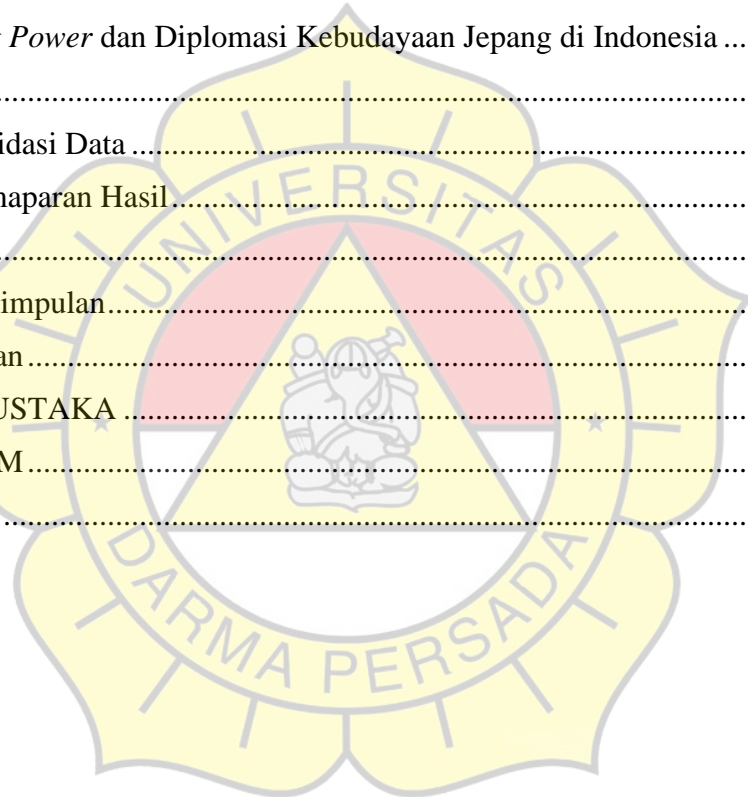 Power dan Diplomasi Kebudayaan Jepang di Indonesia ...
................................................................................
idasi Data ................................................................................
naparan Hasil................................................................................
................................................................................
impulan................................................................................
an ................................................................................
USTAKA ................................................................................
M ................................................................................
................................................................................
UNIVERSITAS
DARMA PERSADA